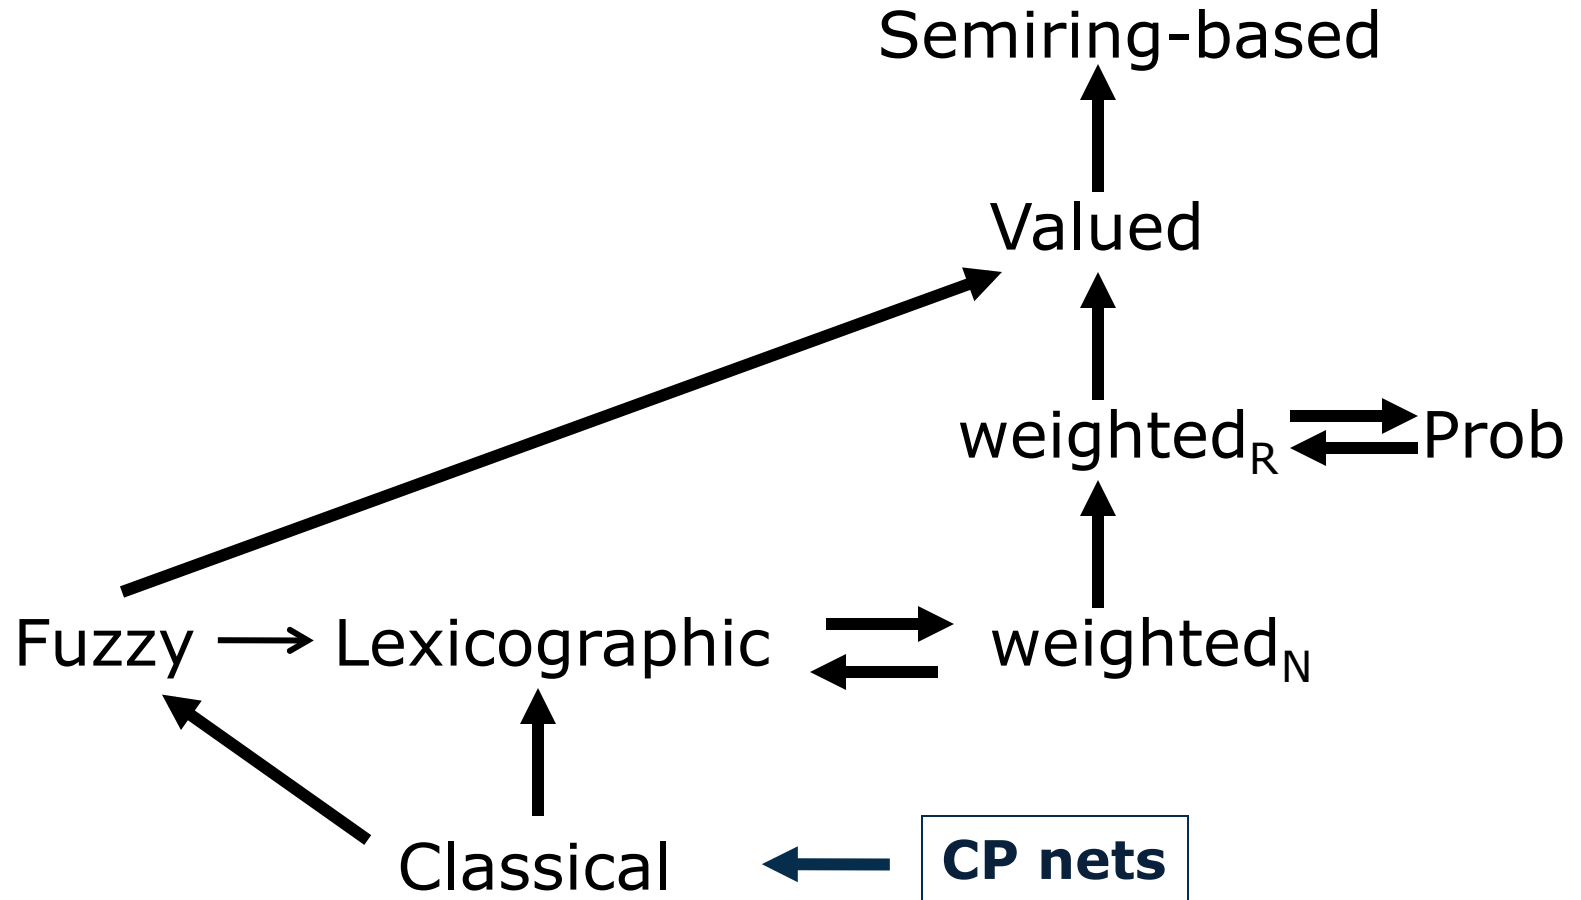 Semiring-based
Valued
weightedR Prob
Fuzzy Lexicographic weightedN
Classical CP nets